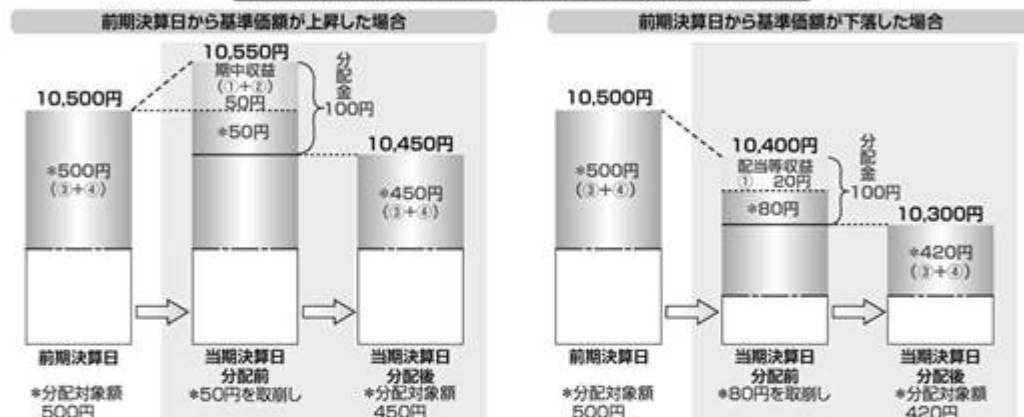 前期決算日から基準価額が上昇した場合
10,550円
期中収益
(①+②)
50円
*50円
分配金
100円
10,500円
*500円
(③+④)
10,450円
*450円
(③+④)
前期決算日
当期決算日
分配前
当期決算日
分配後
*分配対象額
500円
*50円を取崩し
*分配対象額
450円
前期決算日から基準価額が下落した場合
10,500円
*500円
(③+④)
10,400円
配当等収益
① 20円
*80円
分配金
100円
10,300円
*420円
(③+④)
前期決算日
当期決算日
分配前
当期決算日
分配後
*分配対象額
500円
*80円を取崩し
*分配対象額
420円